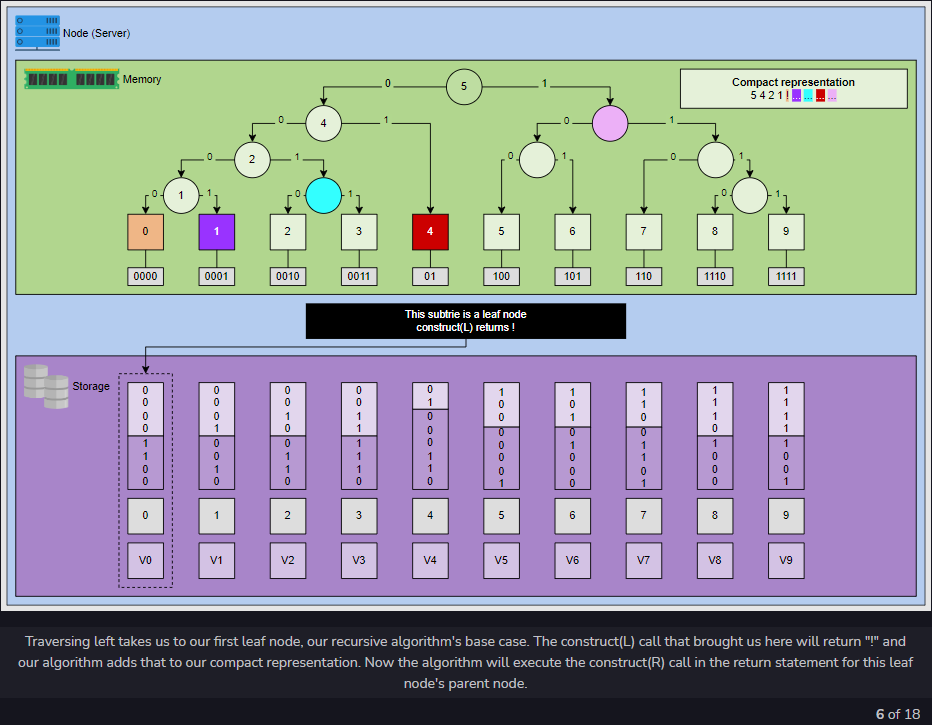 Node (Server)
Memory
Compact representation
5 4 2 1 ! ... ... ... ...
5
0 1
4
0 1 0 1
2
0 1 0 1 0 1
1
0 1 0 1 0 1
0 1 2 3 4 5 6 7 8 9
0000 0001 0010 0011 01 100 101 110 1110 1111
This subtrie is a leaf node
construct(L) returns !
Storage
0 0 0 0 0 1 1 1 1 1
0 0 0 0 1 0 0 1 1 1
0 0 1 1 0 0 1 0 1 1
0 1 0 1 0 0 0 0 0 1
1 0 0 1 0 0 1 1 1 1
1 0 1 1 1 0 0 1 0 0
0 1 1 1 1 0 0 0 0 0
0 0 0 0 0 1 0 1 0 1
0 1 2 3 4 5 6 7 8 9
V0 V1 V2 V3 V4 V5 V6 V7 V8 V9
Traversing left takes us to our first leaf node, our recursive algorithm's base case. The construct(L) call that brought us here will return "!" and
our algorithm adds that to our compact representation. Now the algorithm will execute the construct(R) call in the return statement for this leaf
node's parent node.
6 of 18